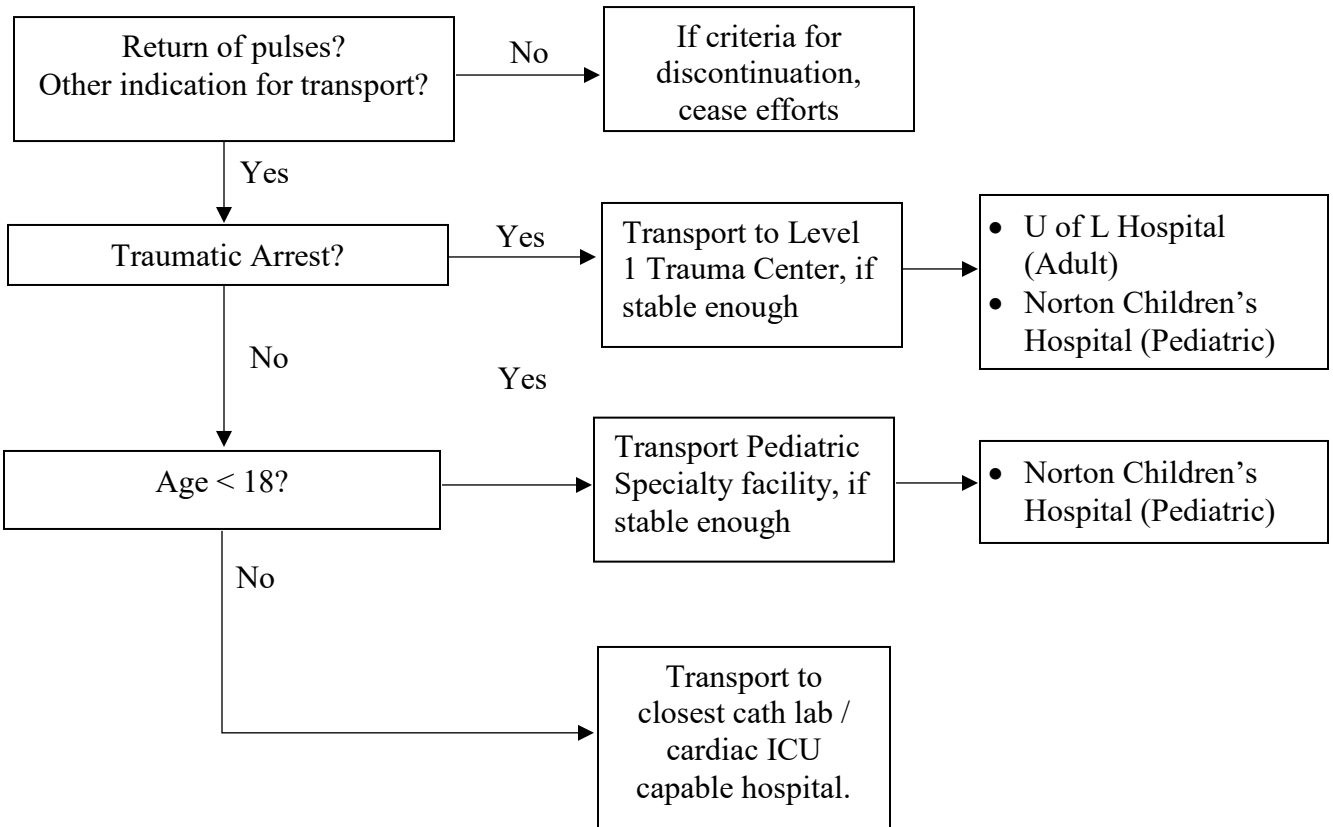 Return of pulses?
Other indication for transport?
No
If criteria for
discontinuation,
cease efforts
Yes
Traumatic Arrest?
Yes
Transport to Level
1 Trauma Center, if
stable enough
• U of L Hospital
(Adult)
• Norton Children’s
Hospital (Pediatric)
No
Yes
Age < 18?
Transport Pediatric
Specialty facility, if
stable enough
• Norton Children’s
Hospital (Pediatric)
No
Transport to
closest cath lab /
cardiac ICU
capable hospital.